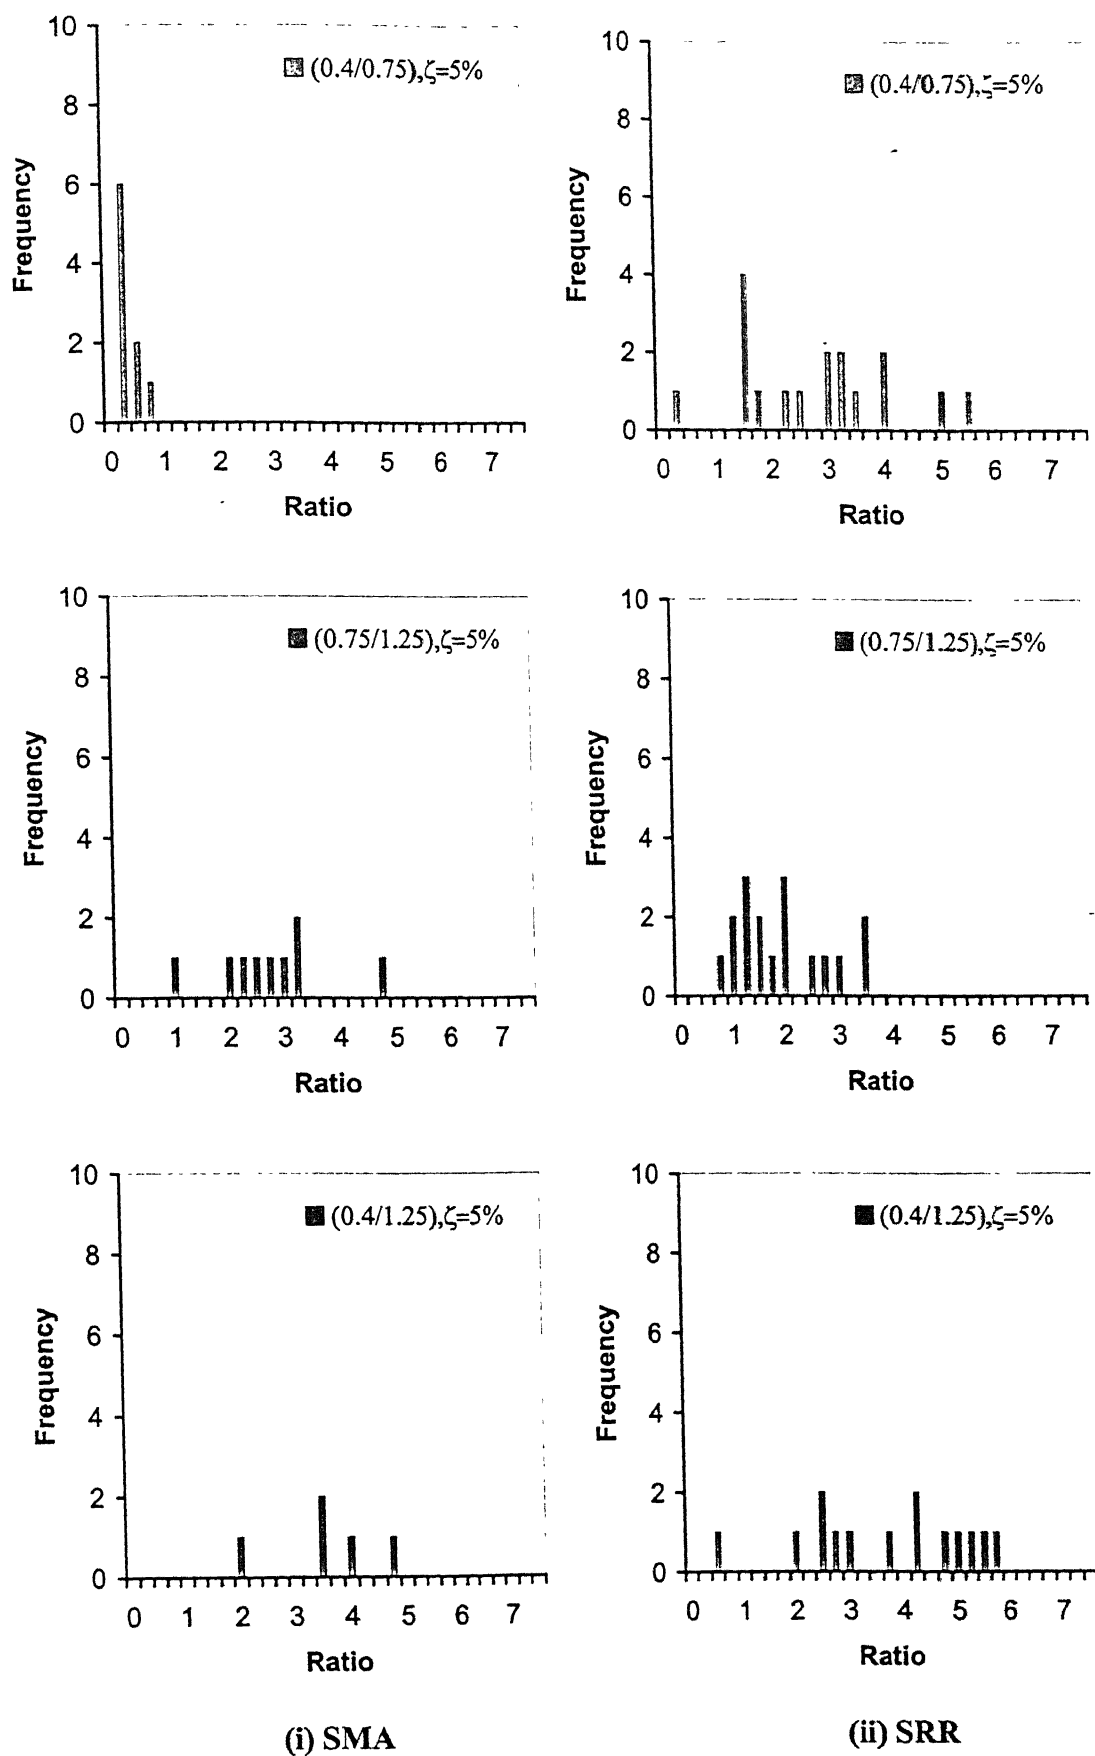 10
8
6
4
2
0
Frequency
(0.4/0.75),ζ=5%
0 1 2 3 4 5 6 7
Ratio
10
8
6
4
2
0
Frequency
(0.4/0.75),ζ=5%
0 1 2 3 4 5 6 7
Ratio
10
8
6
4
2
0
Frequency
(0.75/1.25),ζ=5%
0 1 2 3 4 5 6 7
Ratio
10
8
6
4
2
0
Frequency
(0.75/1.25),ζ=5%
0 1 2 3 4 5 6 7
Ratio
10
8
6
4
2
0
Frequency
(0.4/1.25),ζ=5%
0 1 2 3 4 5 6 7
Ratio
10
8
6
4
2
0
Frequency
(0.4/1.25),ζ=5%
0 1 2 3 4 5 6 7
Ratio
(i) SMA
(ii) SRR